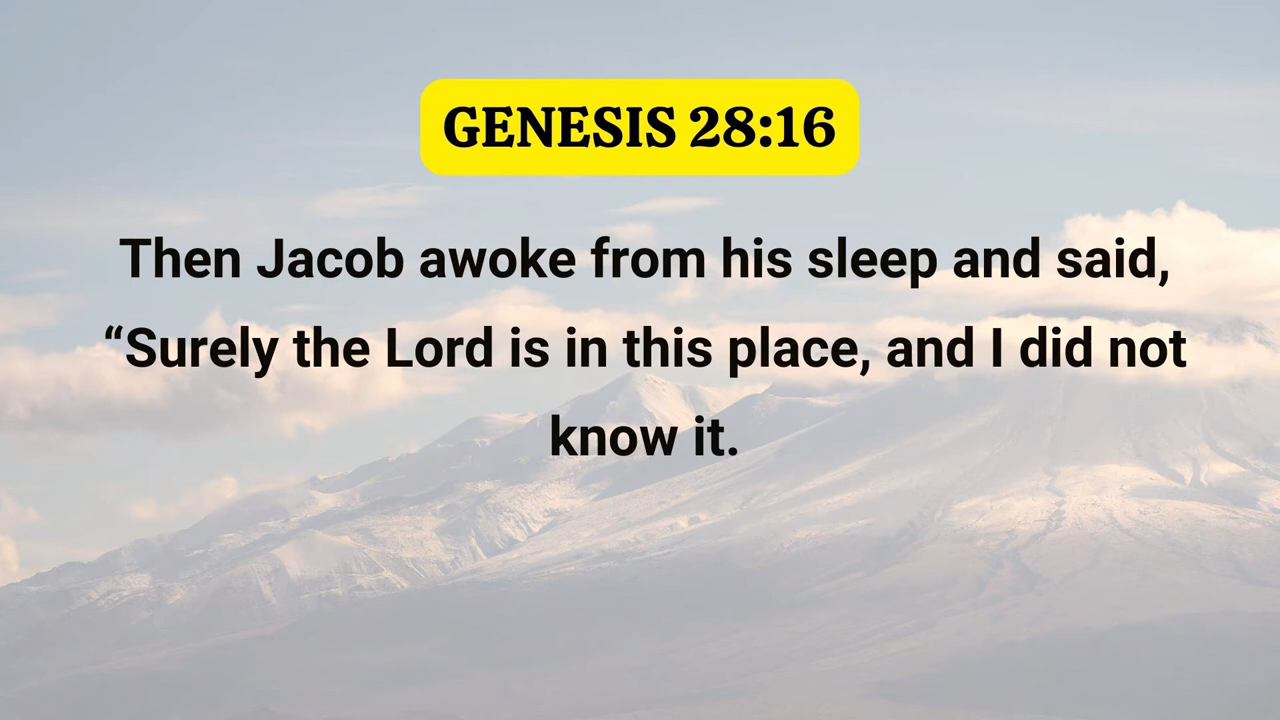 GENESIS 28:16
Then Jacob awoke from his sleep and said,
“Surely the Lord is in this place, and I did not
know it.